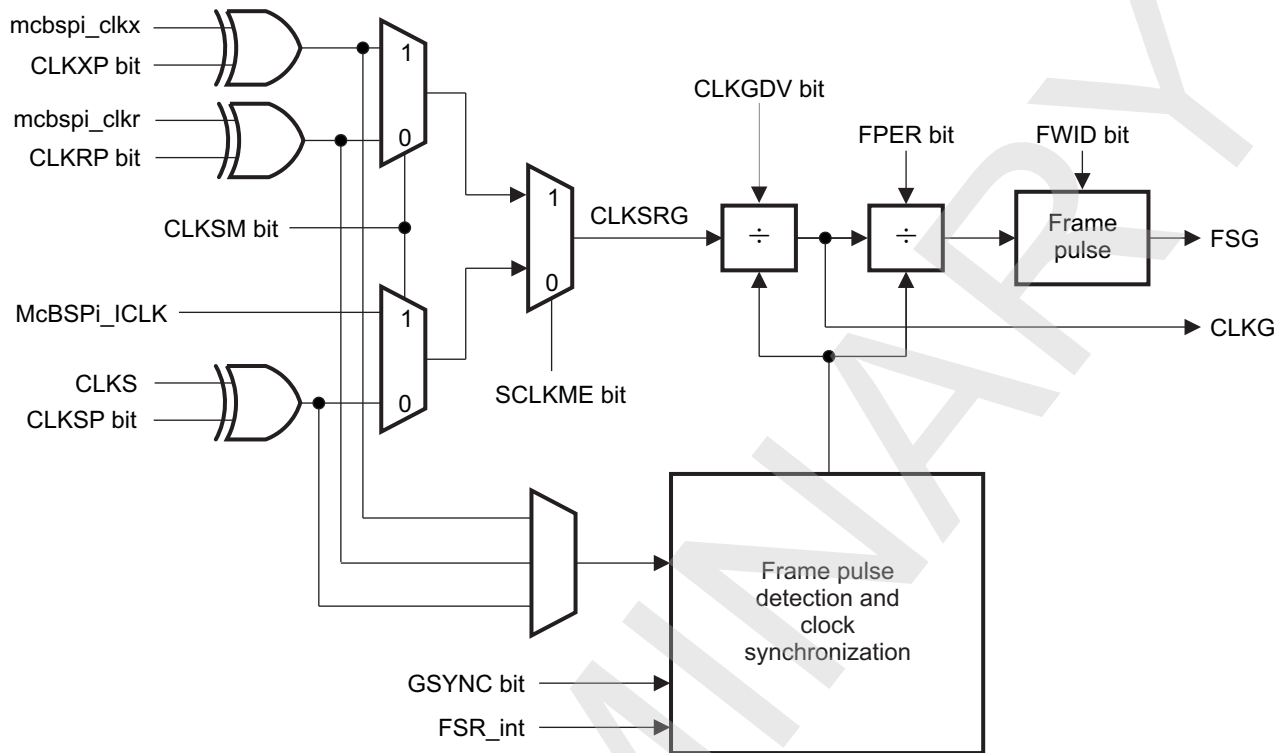 mcbspi_clkx
CLKXP bit
mcbspi_clkr
CLKRP bit
CLKSM bit
McBSPi_ICLK
CLKS
CLKSP bit
1
0
1
0
1
0
SCLKME bit
CLKSRG
CLKGDV bit
÷
FPER bit
÷
FWID bit
Frame
pulse
FSG
CLKG
Frame pulse
detection and
clock
synchronization
GSYNC bit
FSR_int
MINARY